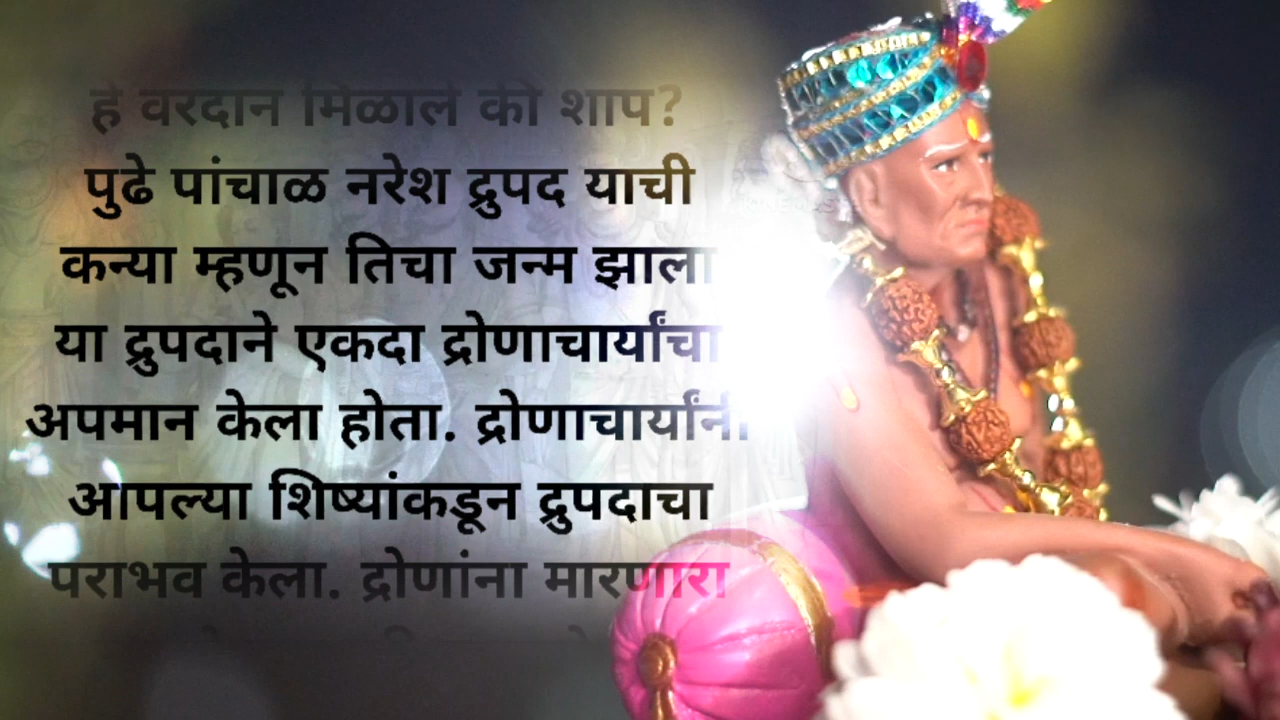 हे वरदान मिळाले की शाप?
पुढे पांचाळ नरेश द्रुपद याची
कन्या म्हणून तिचा जन्म झाला
या द्रुपदाने एकदा द्रोणाचार्यांचा
अपमान केला होता. द्रोणाचार्यांनी
आपल्या शिष्यांकडून द्रुपदाचा
पराभव केला. द्रोणांना मारणारा